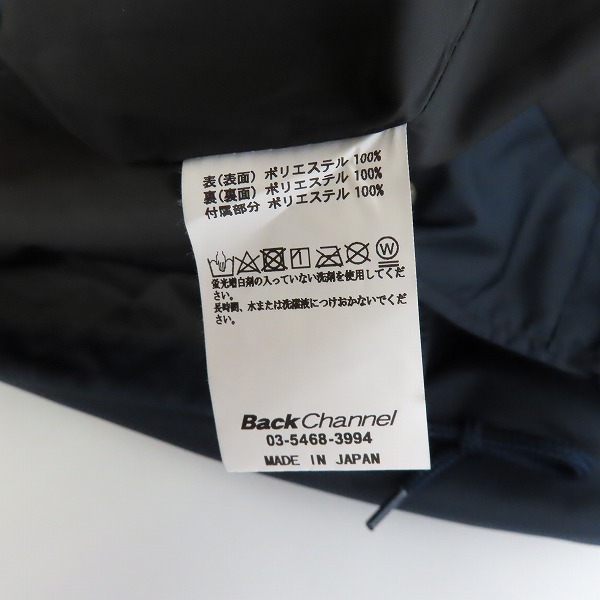 表(表面) ポリエステル 100%
裏(裏面) ポリエステル 100%
付属部分 ポリエステル 100%
W
蛍光増白剤の入っていない洗剤を使用してくだ
さい。
長時間、水または洗濯液につけおかないでくださ
い。
Back Channel
03-5468-3994
MADE IN JAPAN